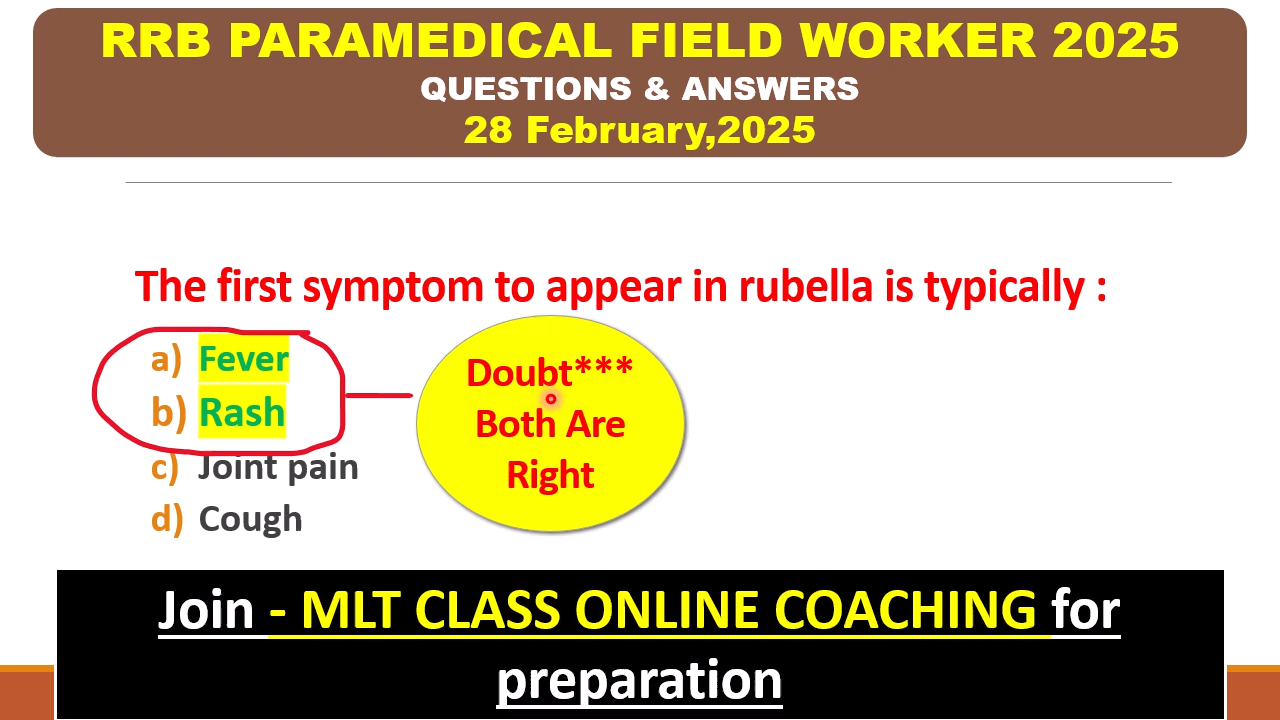 RRB PARAMEDICAL FIELD WORKER 2025
QUESTIONS & ANSWERS
28 February,2025
The first symptom to appear in rubella is typically :
a) Fever
b) Rash
c) Joint pain
d) Cough
Doubt***
Both Are
Right
Join - MLT CLASS ONLINE COACHING for
preparation